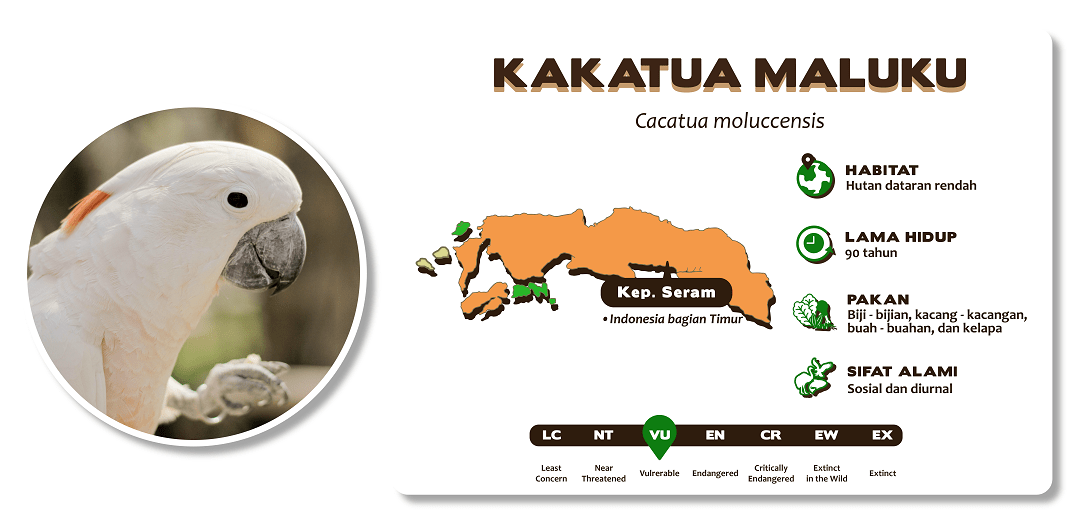 KAKATUA MALUKU
Cacatua moluccensis
HABITAT
Hutan dataran rendah
LAMA HIDUP
90 tahun
Kep. Seram
• Indonesia bagian Timur
PAKAN
Biji - bijian, kacang - kacangan,
buah - buahan, dan kelapa
SIFAT ALAMI
Sosial dan diurnal
LC NT VU EN CR EW EX
Least Concern
Near Threatened
Vulrerable
Endangered
Critically Endangered
Extinct in the Wild
Extinct